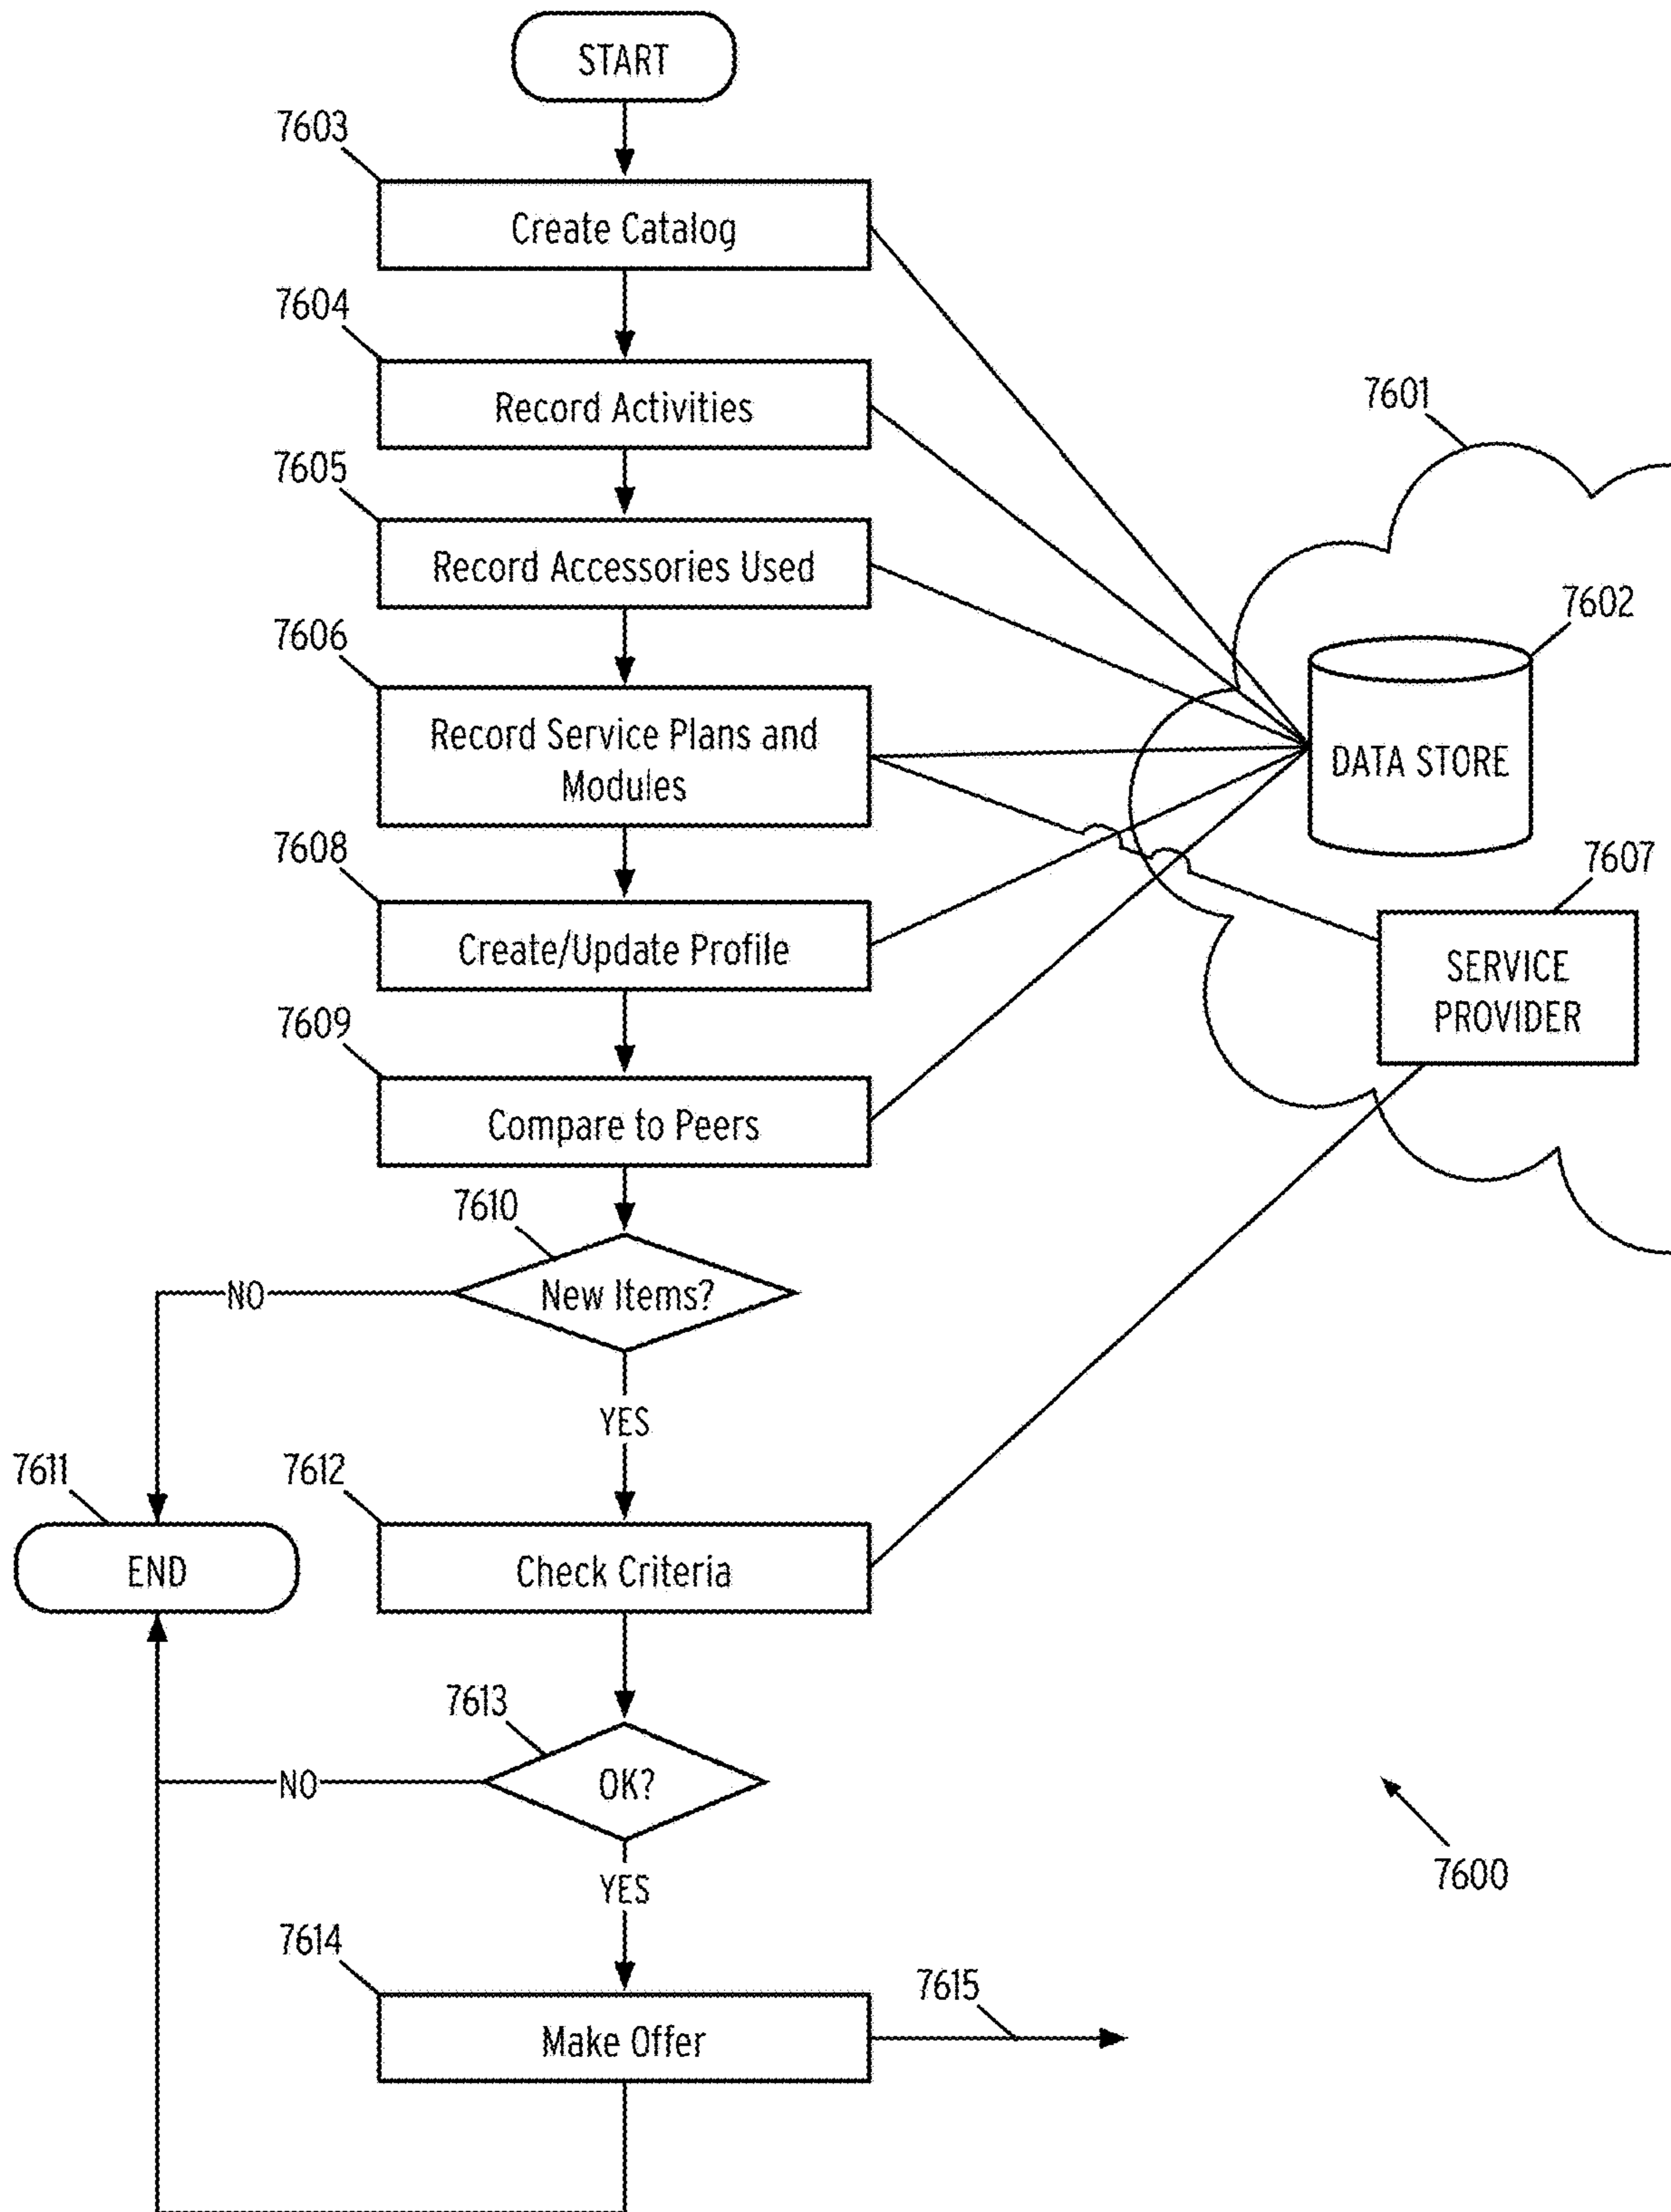 START
7603
Create Catalog
7604
Record Activities
7601
7605
Record Accessories Used
7602
7606
Record Service Plans and
Modules
DATA STORE
7608
7607
Create/Update Profile
SERVICE
PROVIDER
7609
Compare to Peers
7610
New Items?
NO
YES
7611
7612
END
Check Criteria
7613
OK?
NO
7600
YES
7614
7615
Make Offer